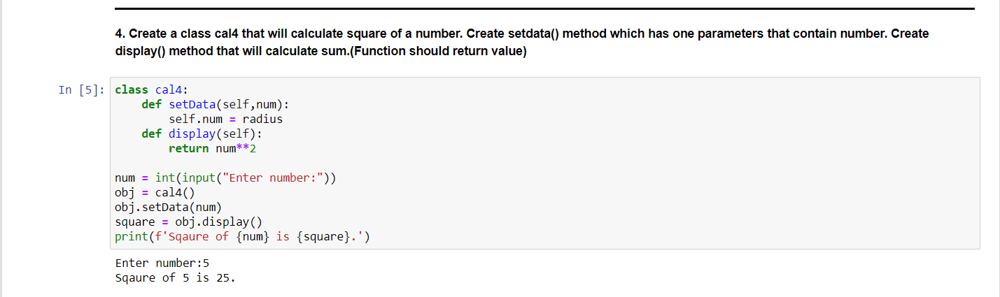 4. Create a class cal4 that will calculate square of a number. Create setdata() method which has one parameters that contain number. Create
display() method that will calculate sum.(Function should return value)
In [5]: class cal4:
    def setData(self,num):
        self.num = radius
    def display(self):
        return num**2
num = int(input("Enter number:"))
obj = cal4()
obj.setData(num)
square = obj.display()
print(f'Sqaure of {num} is {square}.')
Enter number:5
Sqaure of 5 is 25.